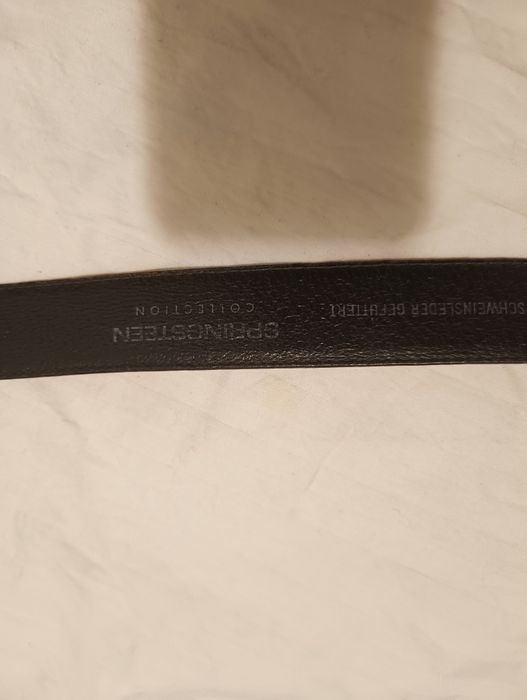 SCHWEINSLEDER GEFÜTTERT
SPRINGSTEEN
COLLECTION